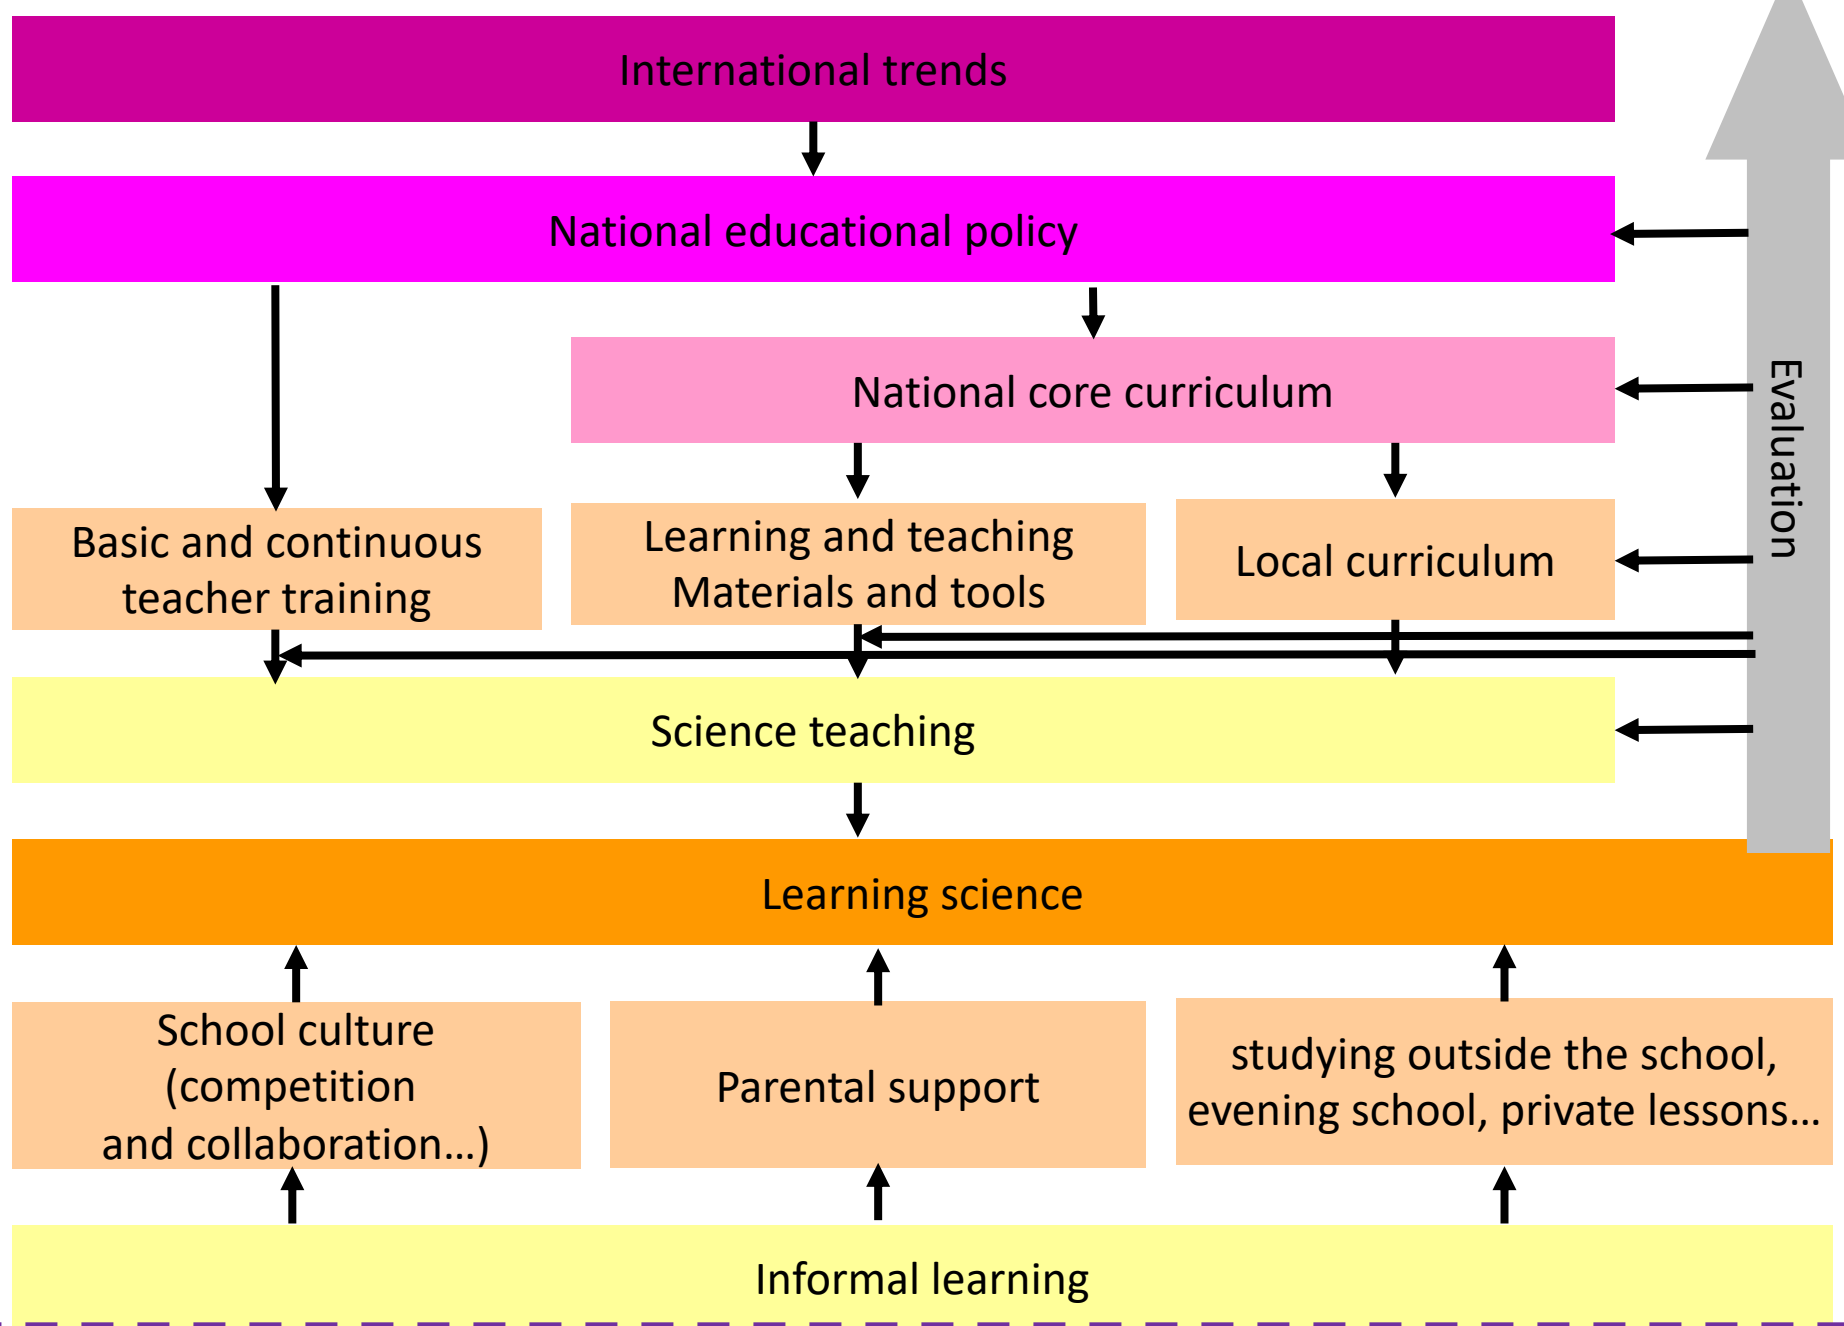 International trends
National educational policy
National core curriculum
Evaluation
Basic and continuous
teacher training
Learning and teaching
Materials and tools
Local curriculum
Science teaching
Learning science
School culture
(competition
and collaboration...)
Parental support
studying outside the school,
evening school, private lessons...
Informal learning